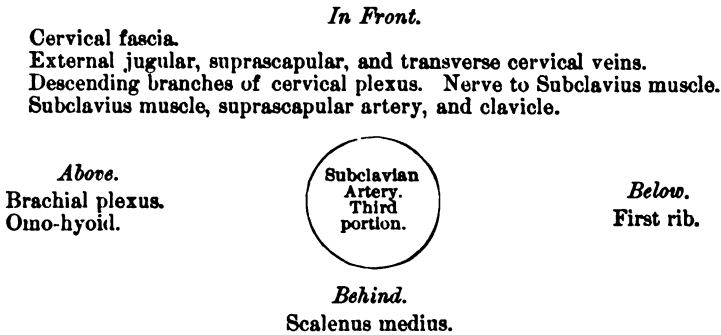 In Front.
Cervical fascia.
External jugular, suprascapular, and transverse cervical veins.
Descending branches of cervical plexus. Nerve to Subclavius muscle.
Subclavius muscle, suprascapular artery, and clavicle.
Above.
Brachial plexus.
Omo-hyoid.
Subclavian
Artery.
Third
portion.
Below.
First rib.
Behind.
Scalenus medius.